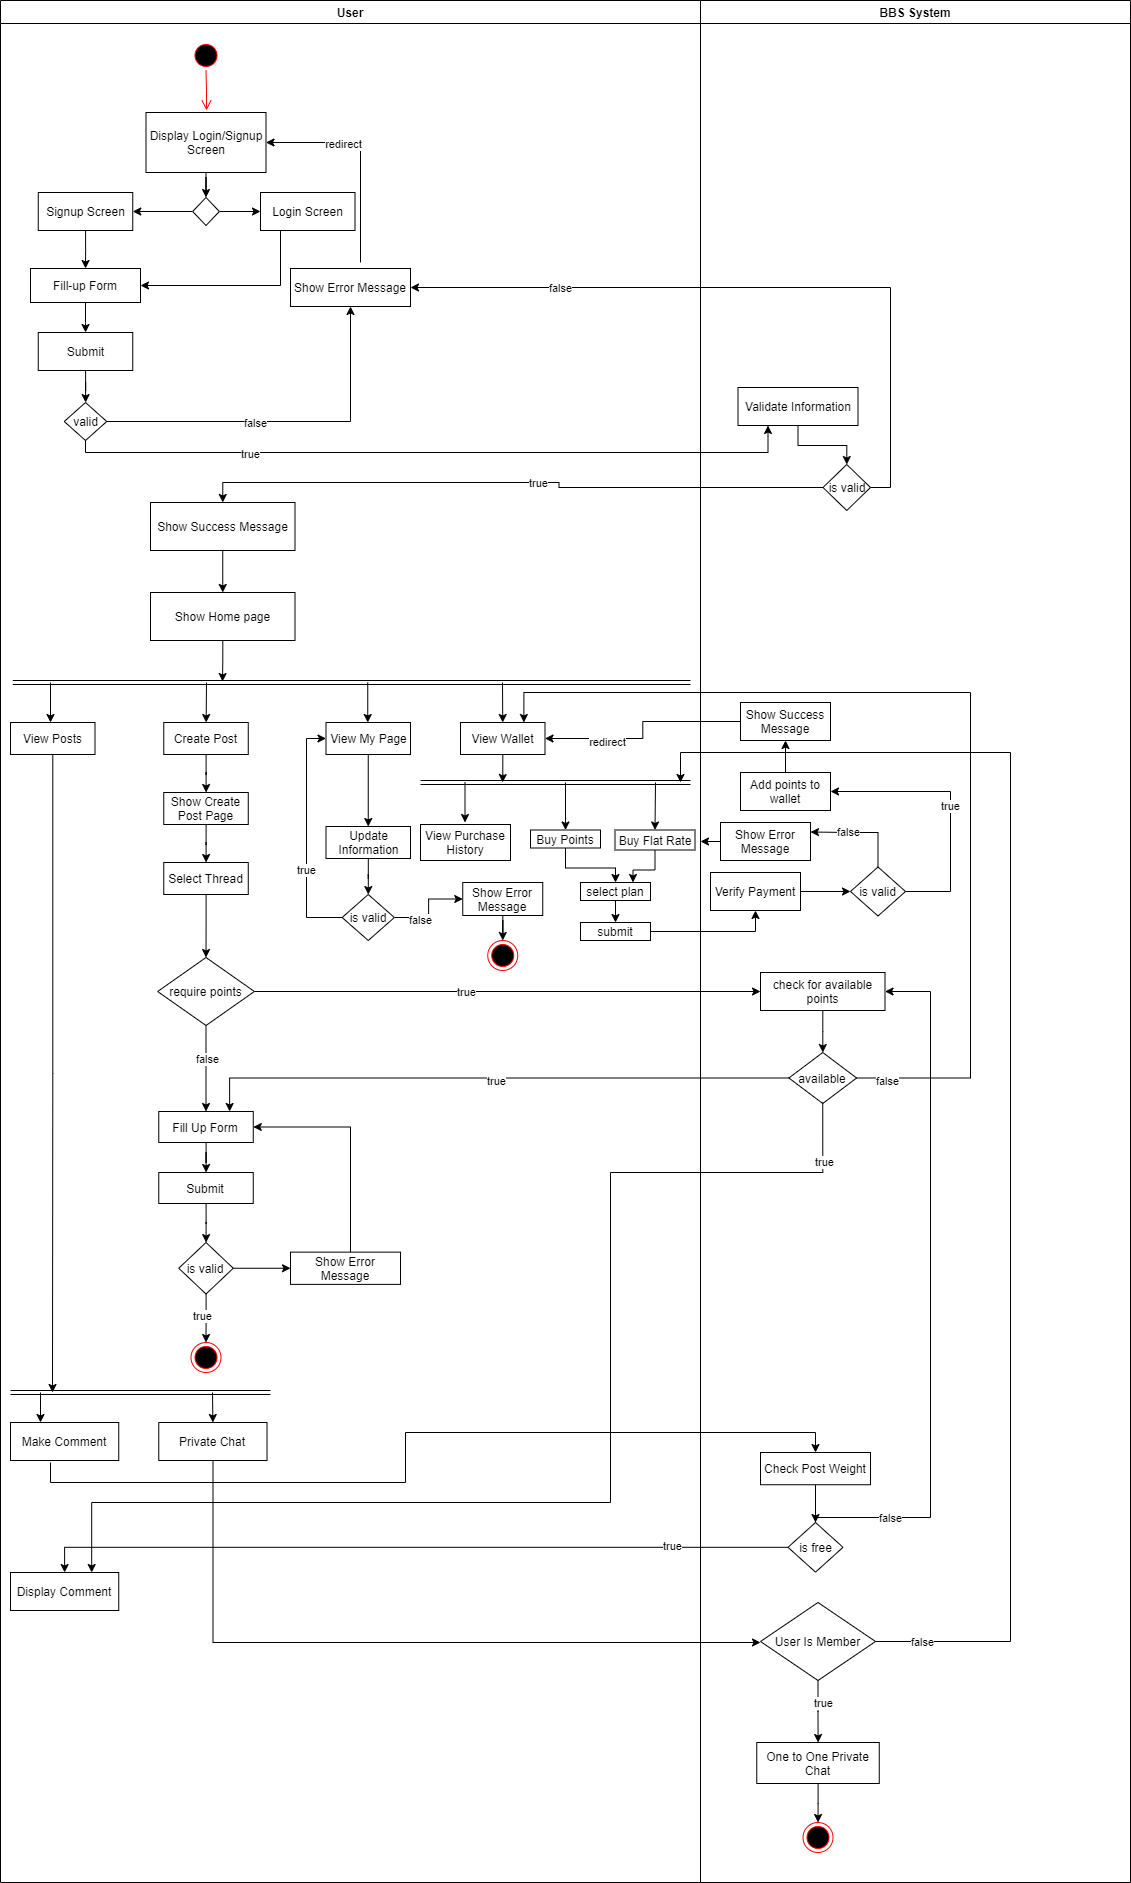 User
BBS System
Display Login/Signup
Screen
redirect
Signup Screen
Login Screen
Fill-up Form
Show Error Message
false
Submit
Validate Information
valid
false
true
is valid
true
Show Success Message
Show Home page
View Posts
Create Post
View My Page
View Wallet
redirect
Show Success
Message
Add points to
wallet
true
Show Create
Post Page
Update
Information
View Purchase
History
Buy Points
Buy Flat Rate
Show Error
Message
false
Select Thread
true
is valid
false
Show Error
Message
select plan
submit
Verify Payment
is valid
require points
true
check for available
points
false
available
true
false
Fill Up Form
true
Submit
is valid
Show Error
Message
true
Make Comment
Private Chat
Check Post Weight
false
is free
true
Display Comment
User Is Member
false
true
One to One Private
Chat